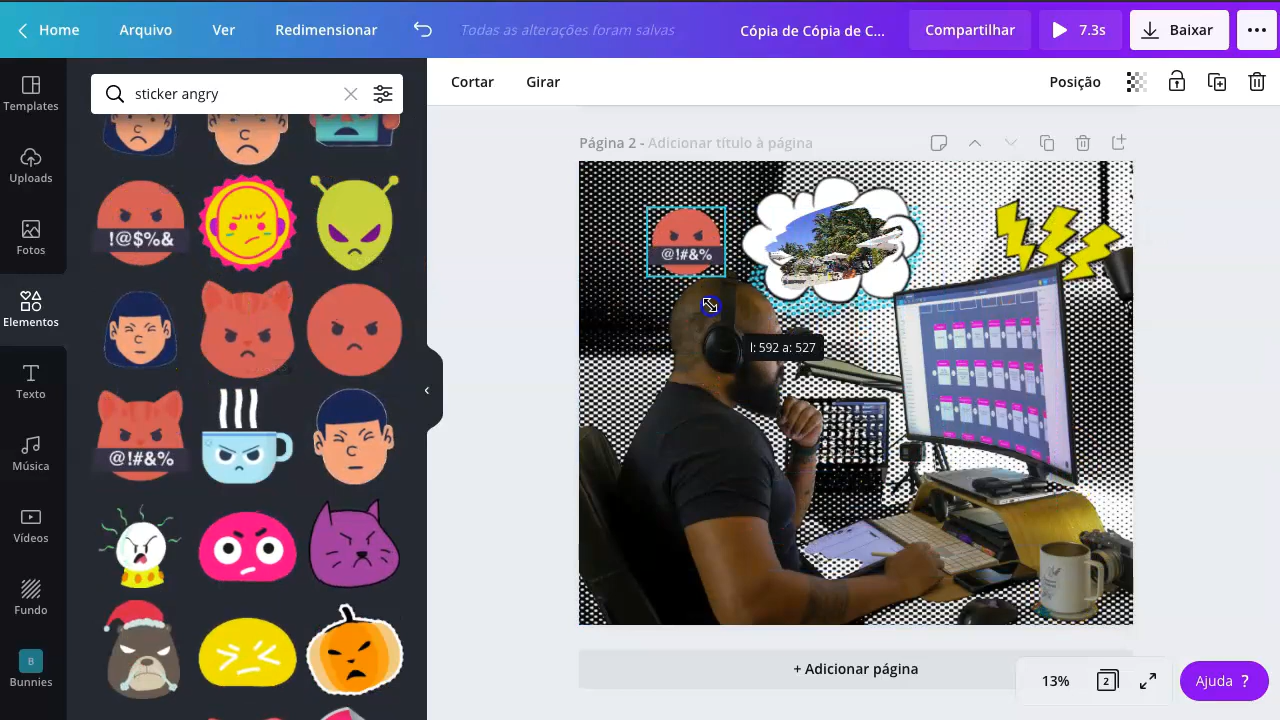 Home
Arquivo
Ver
Redimensionar
Todas as alterações foram salvas
Cópia de Cópia de C...
Compartilhar
7.3s
Baixar
sticker angry
Cortar
Girar
Posição
Templates
Uploads
Fotos
Elementos
Texto
Música
Vídeos
Fundo
B
Bunnies
!@$%&
@!#&%
Página 2 - Adicionar título à página
@!#&%
l: 592 a: 527
+ Adicionar página
13%
2
Ajuda ?